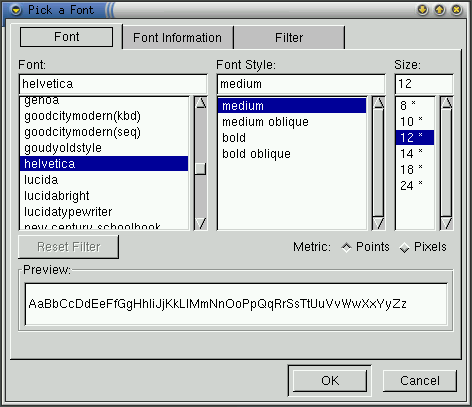 Pick a Font
Font Font Information Filter
Font: Font Style: Size:
helvetica medium 12
genoa
goodcitymodern(kbd)
goodcitymodern(seq)
goudyoldstyle
helvetica
lucida
lucidabright
lucidatypewriter
new century schoolbook
medium
medium oblique
bold
bold oblique
8 *
10 *
12 *
14 *
18 *
24 *
Reset Filter Metric: Points Pixels
Preview:
AaBbCcDdEeFfGgHhIiJjKkLlMmNnOoPpQqRrSsTtUuVvWwXxYyZz
OK Cancel